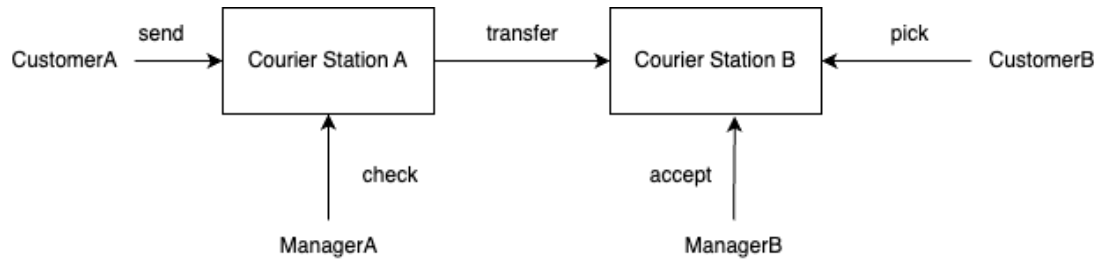 send
transfer
pick
CustomerA
Courier Station A
Courier Station B
CustomerB
check
accept
ManagerA
ManagerB